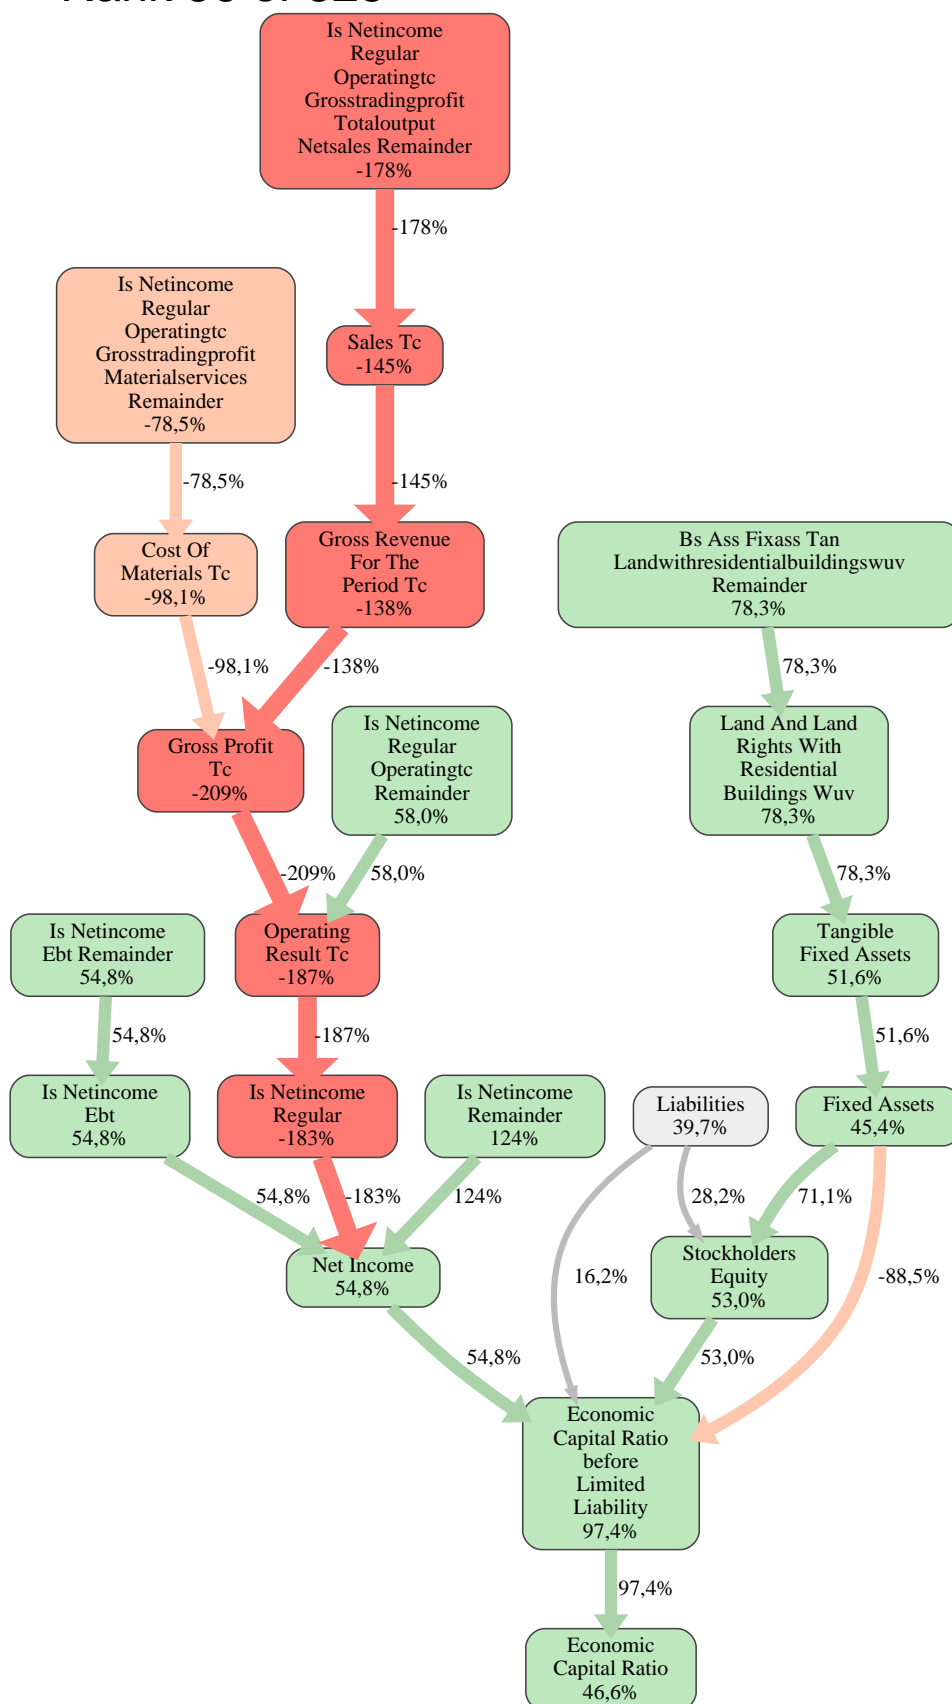 Is Netincome
Regular
Operatingtc
Grosstradingprofit
Totaloutput
Netsales Remainder
-178%
-178%
Is Netincome
Regular
Operatingtc
Grosstradingprofit
Materialservices
Remainder
-78,5%
Sales Tc
-145%
-78,5%
-145%
Cost Of
Materials Tc
-98,1%
Gross Revenue
For The
Period Tc
-138%
Bs Ass Fixass Tan
Landwithresidentialbuildingswuv
Remainder
78,3%
-98,1%
-138%
78,3%
Gross Profit
Tc
-209%
Is Netincome
Regular
Operatingtc
Remainder
58,0%
Land And Land
Rights With
Residential
Buildings Wuv
78,3%
-209%
58,0%
78,3%
Is Netincome
Ebt Remainder
54,8%
Operating
Result Tc
-187%
Tangible
Fixed Assets
51,6%
54,8%
-187%
51,6%
Is Netincome
Ebt
54,8%
Is Netincome
Regular
-183%
Is Netincome
Remainder
124%
Liabilities
39,7%
Fixed Assets
45,4%
54,8%
-183%
124%
28,2%
71,1%
Net Income
54,8%
16,2%
Stockholders
Equity
53,0%
-88,5%
54,8%
53,0%
Economic
Capital Ratio
before
Limited
Liability
97,4%
97,4%
Economic
Capital Ratio
46,6%